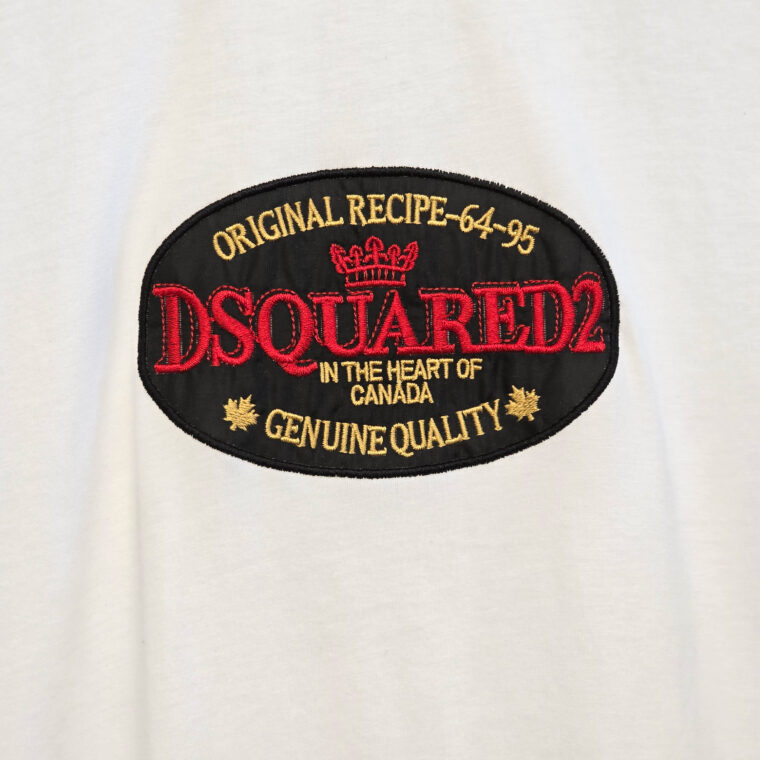 ORIGINAL RECIPE-64-95
DSQUARED2
IN THE HEART OF
CANADA
GENUINE QUALITY